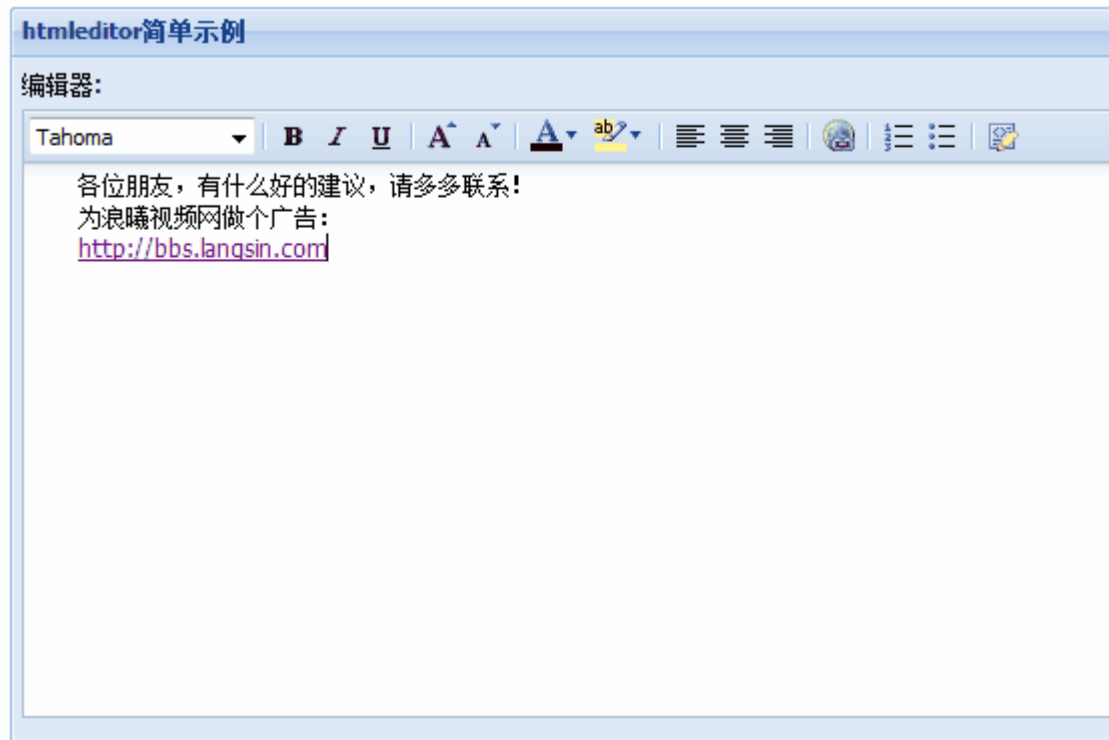 htmleditor简单示例
编辑器:
Tahoma B I U A A A ab
各位朋友，有什么好的建议，请多多联系！
为浪曦视频网做个广告：
http://bbs.langsin.com